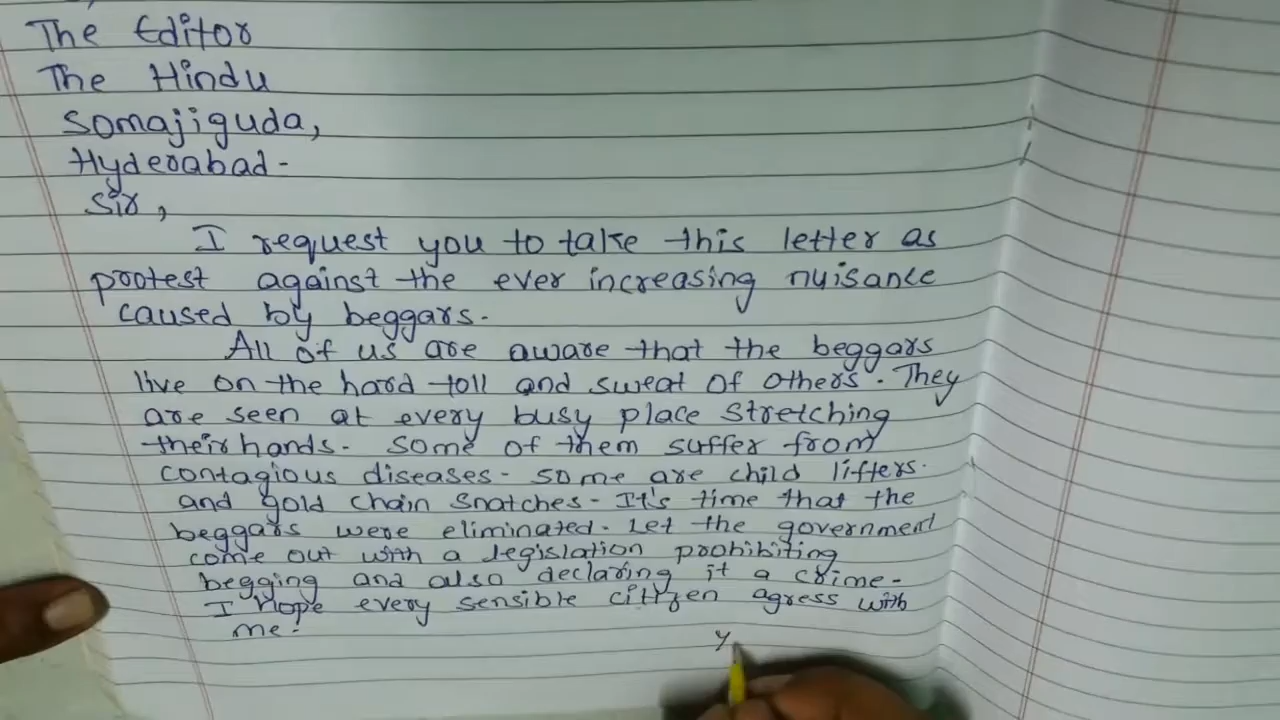 The Editor
The Hindu
Somajiguda,
Hyderabad-
Sir,
I request you to take this letter as
protest against the ever increasing nuisance
caused by beggars.
All of us are aware that the beggars
live on the hard toll and sweat of others. They
are seen at every busy place stretching
their hands. Some of them suffer from
contagious diseases. some are child lifters.
and gold chain snatches. It's time that the
beggars were eliminated. Let the government
come out with a legislation prohibiting
begging and also declaring it a crime.
I hope every sensible citizen agress with
me.
y